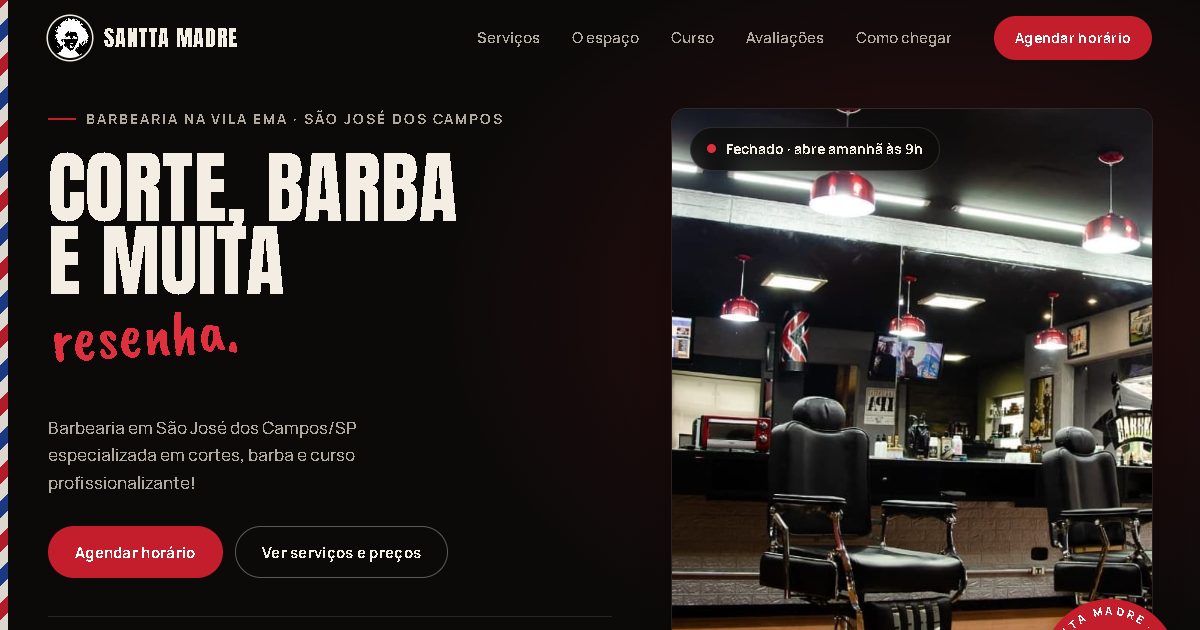 SANTTA MADRE
Serviços
O espaço
Curso
Avaliações
Como chegar
Agendar horário
BARBEARIA NA VILA EMA · SÃO JOSÉ DOS CAMPOS
CORTE, BARBA
E MUITA
resenha.
Barbearia em São José dos Campos/SP
especializada em cortes, barba e curso
profissionalizante!
Agendar horário
Ver serviços e preços
Fechado · abre amanhã às 9h
MADRE